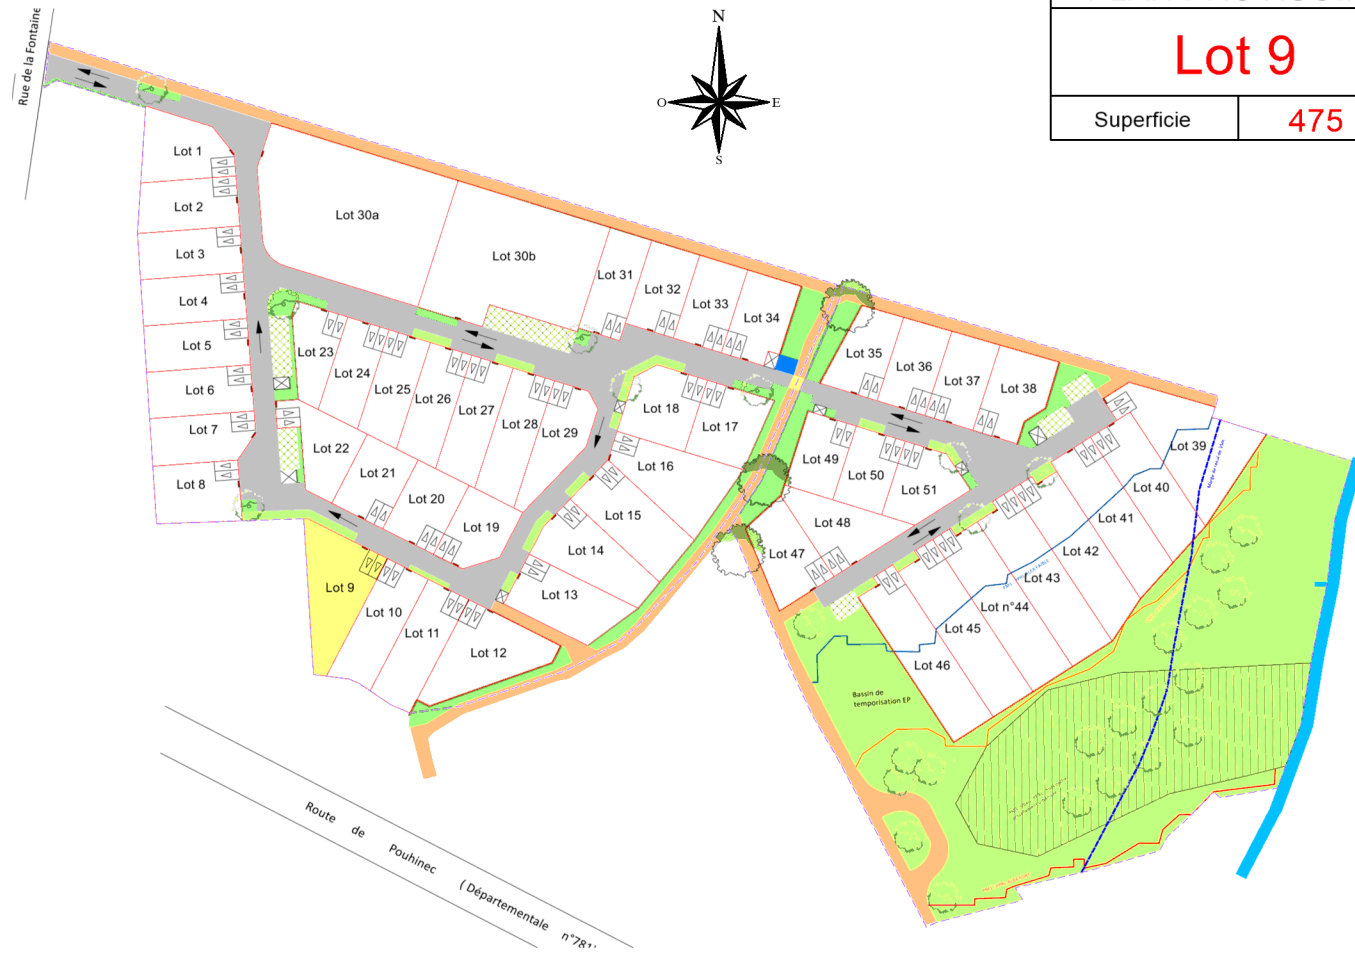 Lot 9
Superficie 475
N
O E
S
Rue de la Fontaine
Lot 1
Lot 2
Lot 3
Lot 4
Lot 5
Lot 6
Lot 7
Lot 8
Lot 30a
Lot 30b
Lot 31
Lot 32
Lot 33
Lot 34
Lot 35
Lot 36
Lot 37
Lot 38
Lot 39
Lot 40
Lot 41
Lot 42
Lot 43
Lot n°44
Lot 45
Lot 46
Lot 23
Lot 24
Lot 25
Lot 26
Lot 27
Lot 28
Lot 29
Lot 22
Lot 21
Lot 20
Lot 19
Lot 18
Lot 17
Lot 16
Lot 15
Lot 14
Lot 13
Lot 49
Lot 50
Lot 51
Lot 48
Lot 47
Lot 9
Lot 10
Lot 11
Lot 12
Bassin de
temporisation EP
Route de Pouhinec (Départementale n°781)